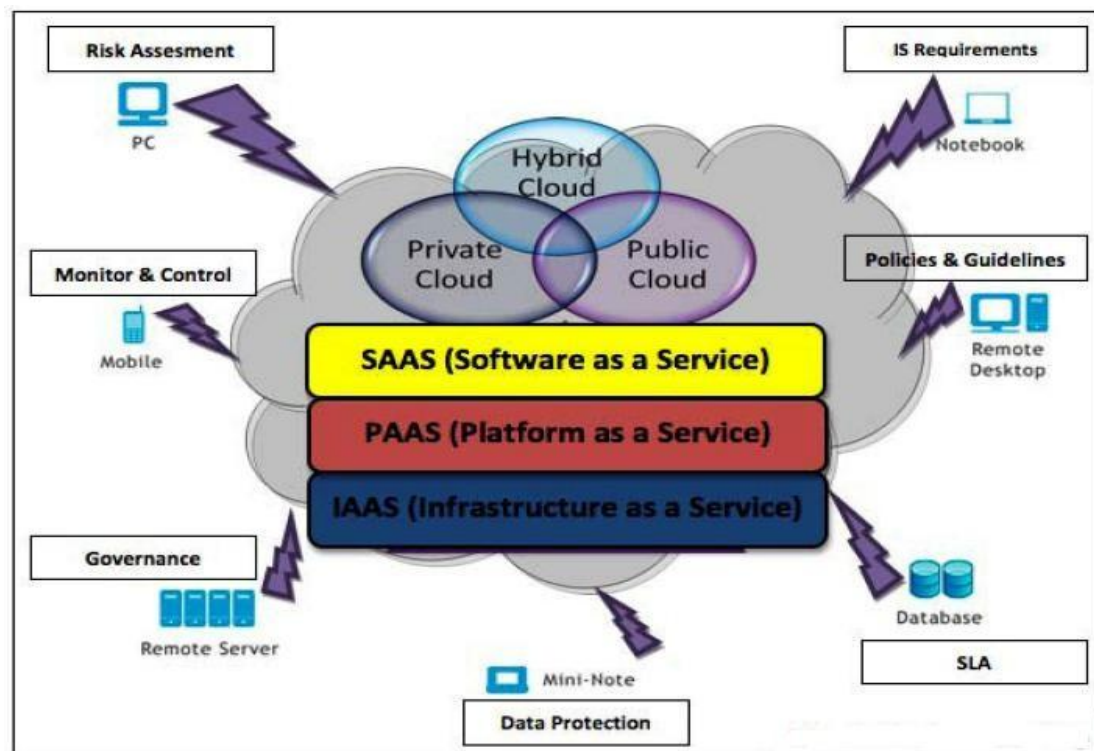 Risk Assesment
PC
IS Requirements
Notebook
Hybrid
Cloud
Private
Cloud
Public
Cloud
Monitor & Control
Mobile
Policies & Guidelines
Remote
Desktop
SAAS (Software as a Service)
PAAS (Platform as a Service)
IAAS (Infrastructure as a Service)
Governance
Remote Server
Database
SLA
Mini-Note
Data Protection